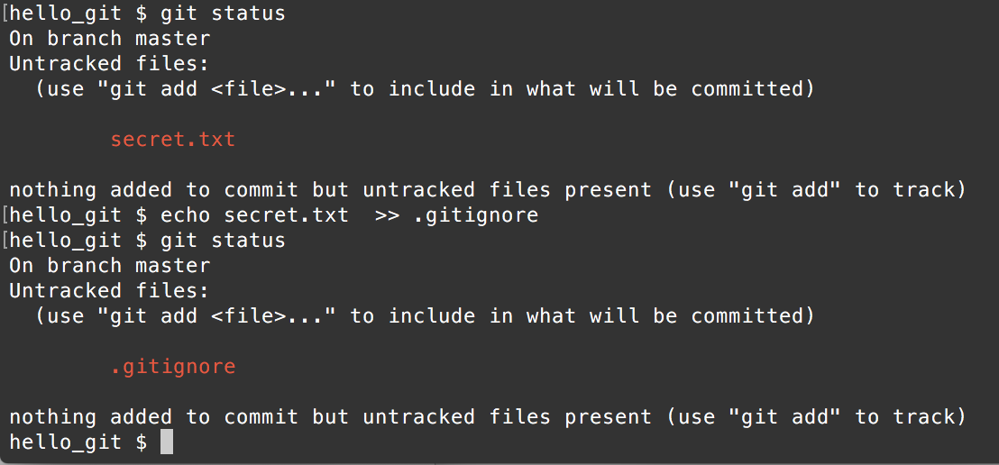 [hello_git $ git status
On branch master
Untracked files:
  (use "git add <file>..." to include in what will be committed)
        secret.txt
nothing added to commit but untracked files present (use "git add" to track)
[hello_git $ echo secret.txt  >> .gitignore
[hello_git $ git status
On branch master
Untracked files:
  (use "git add <file>..." to include in what will be committed)
        .gitignore
nothing added to commit but untracked files present (use "git add" to track)
hello_git $